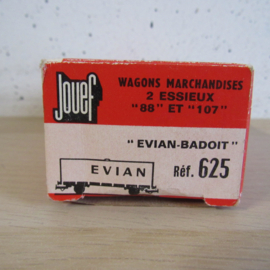 Jouef
WAGONS MARCHANDISES
2 ESSIEUX
"88" ET "107"
"EVIAN-BADOIT"
EVIAN
Réf. 625